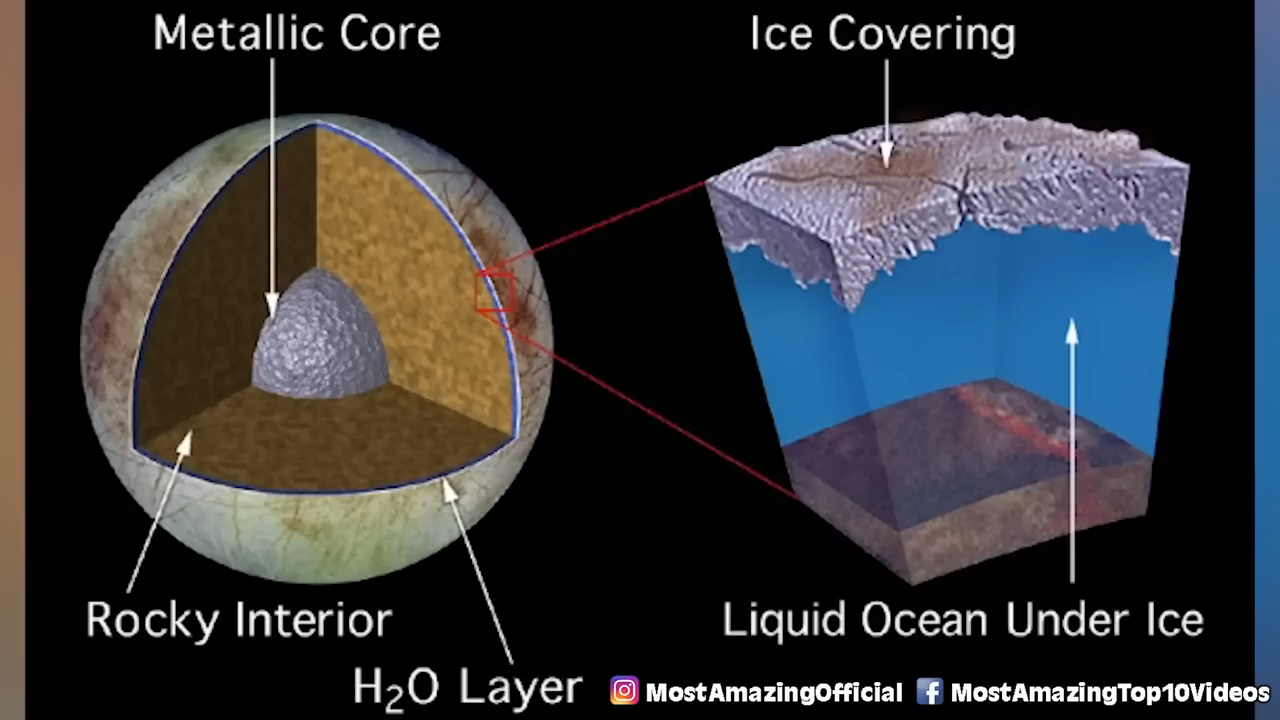 Metallic Core
Ice Covering
Rocky Interior
Liquid Ocean Under Ice
H₂O Layer
MostAmazingOfficial
MostAmazingTop10Videos